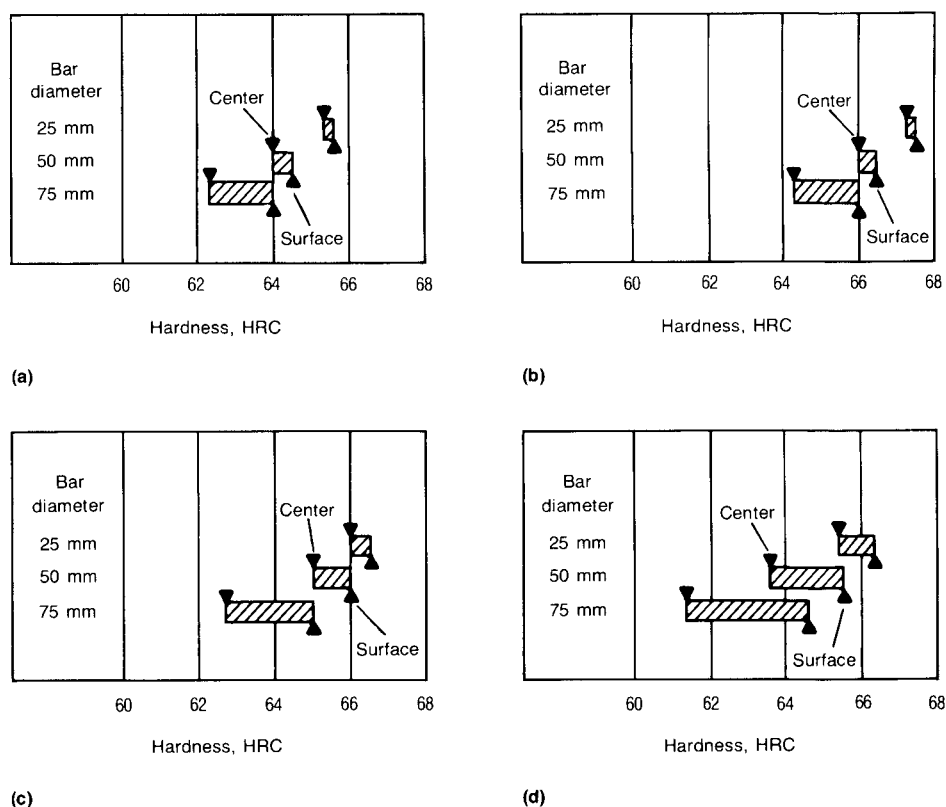 Bar
diameter
25 mm
50 mm
75 mm
Center
Surface
60 62 64 66 68
Hardness, HRC
(a)
Bar
diameter
25 mm
50 mm
75 mm
Center
Surface
60 62 64 66 68
Hardness, HRC
(b)
Bar
diameter
25 mm
50 mm
75 mm
Center
Surface
60 62 64 66 68
Hardness, HRC
(c)
Bar
diameter
25 mm
50 mm
75 mm
Center
Surface
60 62 64 66 68
Hardness, HRC
(d)